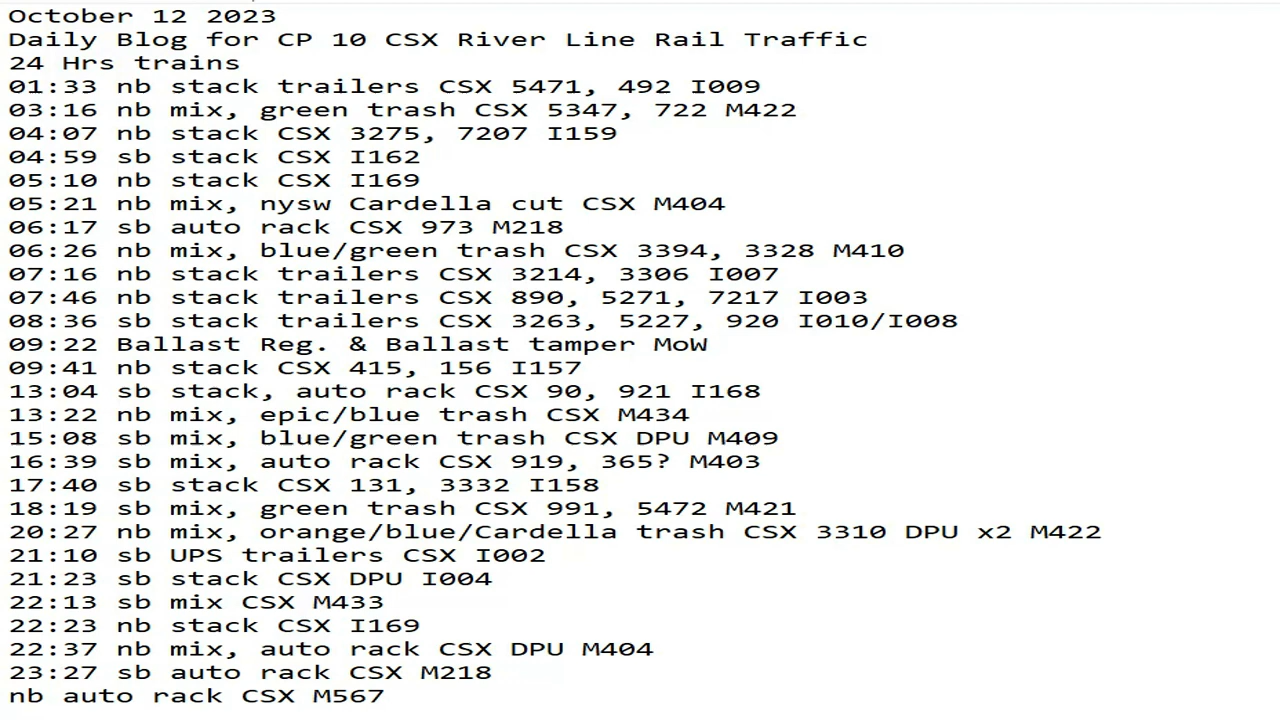 October 12 2023
Daily Blog for CP 10 CSX River Line Rail Traffic
24 Hrs trains
01:33 nb stack trailers CSX 5471, 492 I009
03:16 nb mix, green trash CSX 5347, 722 M422
04:07 nb stack CSX 3275, 7207 I159
04:59 sb stack CSX I162
05:10 nb stack CSX I169
05:21 nb mix, nysw Cardella cut CSX M404
06:17 sb auto rack CSX 973 M218
06:26 nb mix, blue/green trash CSX 3394, 3328 M410
07:16 nb stack trailers CSX 3214, 3306 I007
07:46 nb stack trailers CSX 890, 5271, 7217 I003
08:36 sb stack trailers CSX 3263, 5227, 920 I010/I008
09:22 Ballast Reg. & Ballast tamper MoW
09:41 nb stack CSX 415, 156 I157
13:04 sb stack, auto rack CSX 90, 921 I168
13:22 nb mix, epic/blue trash CSX M434
15:08 sb mix, blue/green trash CSX DPU M409
16:39 sb mix, auto rack CSX 919, 365? M403
17:40 sb stack CSX 131, 3332 I158
18:19 sb mix, green trash CSX 991, 5472 M421
20:27 nb mix, orange/blue/Cardella trash CSX 3310 DPU x2 M422
21:10 sb UPS trailers CSX I002
21:23 sb stack CSX DPU I004
22:13 sb mix CSX M433
22:23 nb stack CSX I169
22:37 nb mix, auto rack CSX DPU M404
23:27 sb auto rack CSX M218
nb auto rack CSX M567